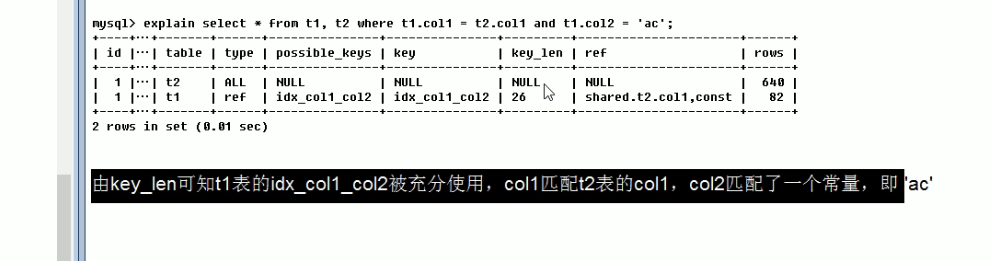 mysql> explain select * from t1, t2 where t1.col1 = t2.col1 and t1.col2 = 'ac';
+----+...+-------+------+---------------+---------------+---------+----------------------+------+
| id |...| table | type | possible_keys | key | key_len | ref | rows |
+----+...+-------+------+---------------+---------------+---------+----------------------+------+
| 1 |...| t2 | ALL | NULL | NULL | NULL | NULL | 640 |
| 1 |...| t1 | ref | idx_col1_col2 | idx_col1_col2 | 26 | shared.t2.col1,const | 82 |
+----+...+-------+------+---------------+---------------+---------+----------------------+------+
2 rows in set (0.01 sec)
由key_len可知t1表的idx_col1_col2被充分使用，col1匹配t2表的col1，col2匹配了一个常量，即 'ac'